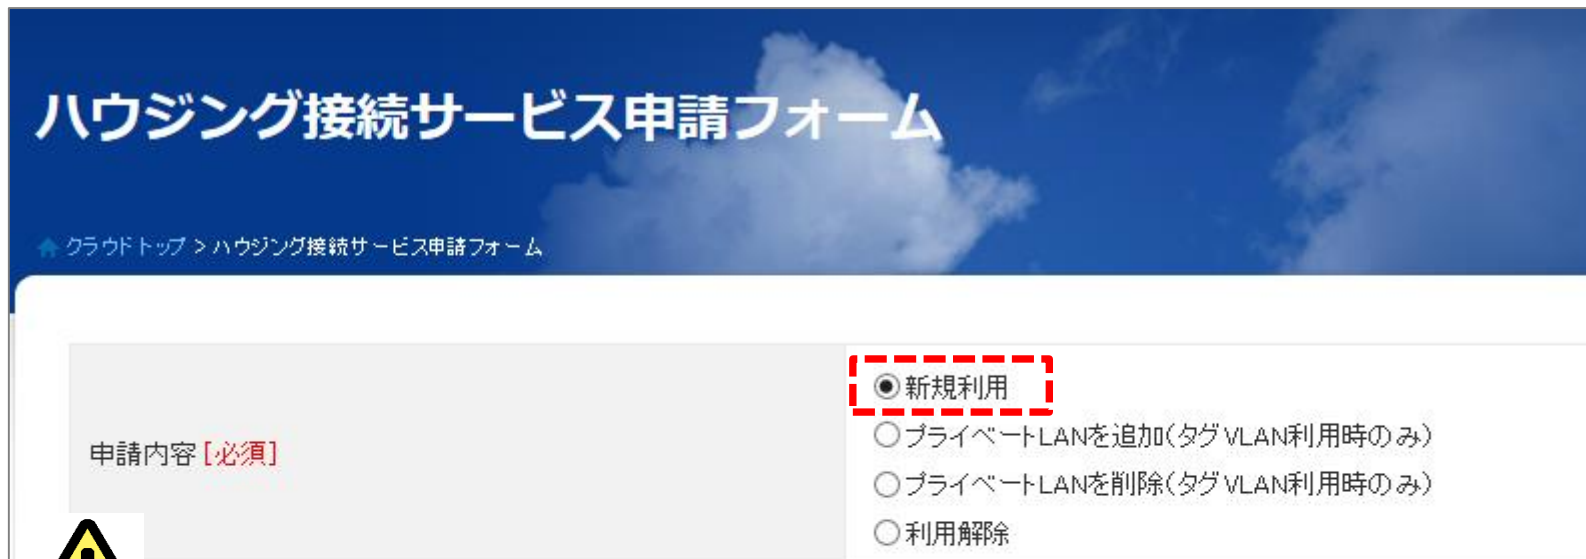 ハウジング接続サービス申請フォーム
クラウドトップ > ハウジング接続サービス申請フォーム
新規利用
プライベートLANを追加(タグVLAN利用時のみ)
申請内容 [必須]
プライベートLANを削除(タグVLAN利用時のみ)
利用解除